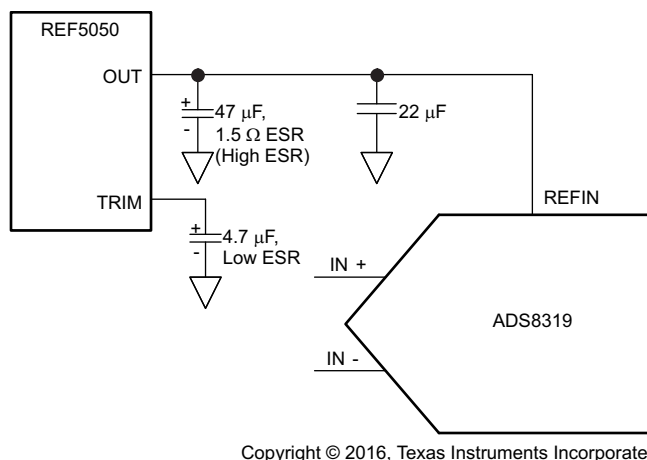 REF5050
OUT
+
-
47 μF,
1.5 Ω ESR
(High ESR)
22 μF
TRIM
+
-
4.7 μF,
Low ESR
REFIN
IN +
ADS8319
IN -
Copyright © 2016, Texas Instruments Incorporate